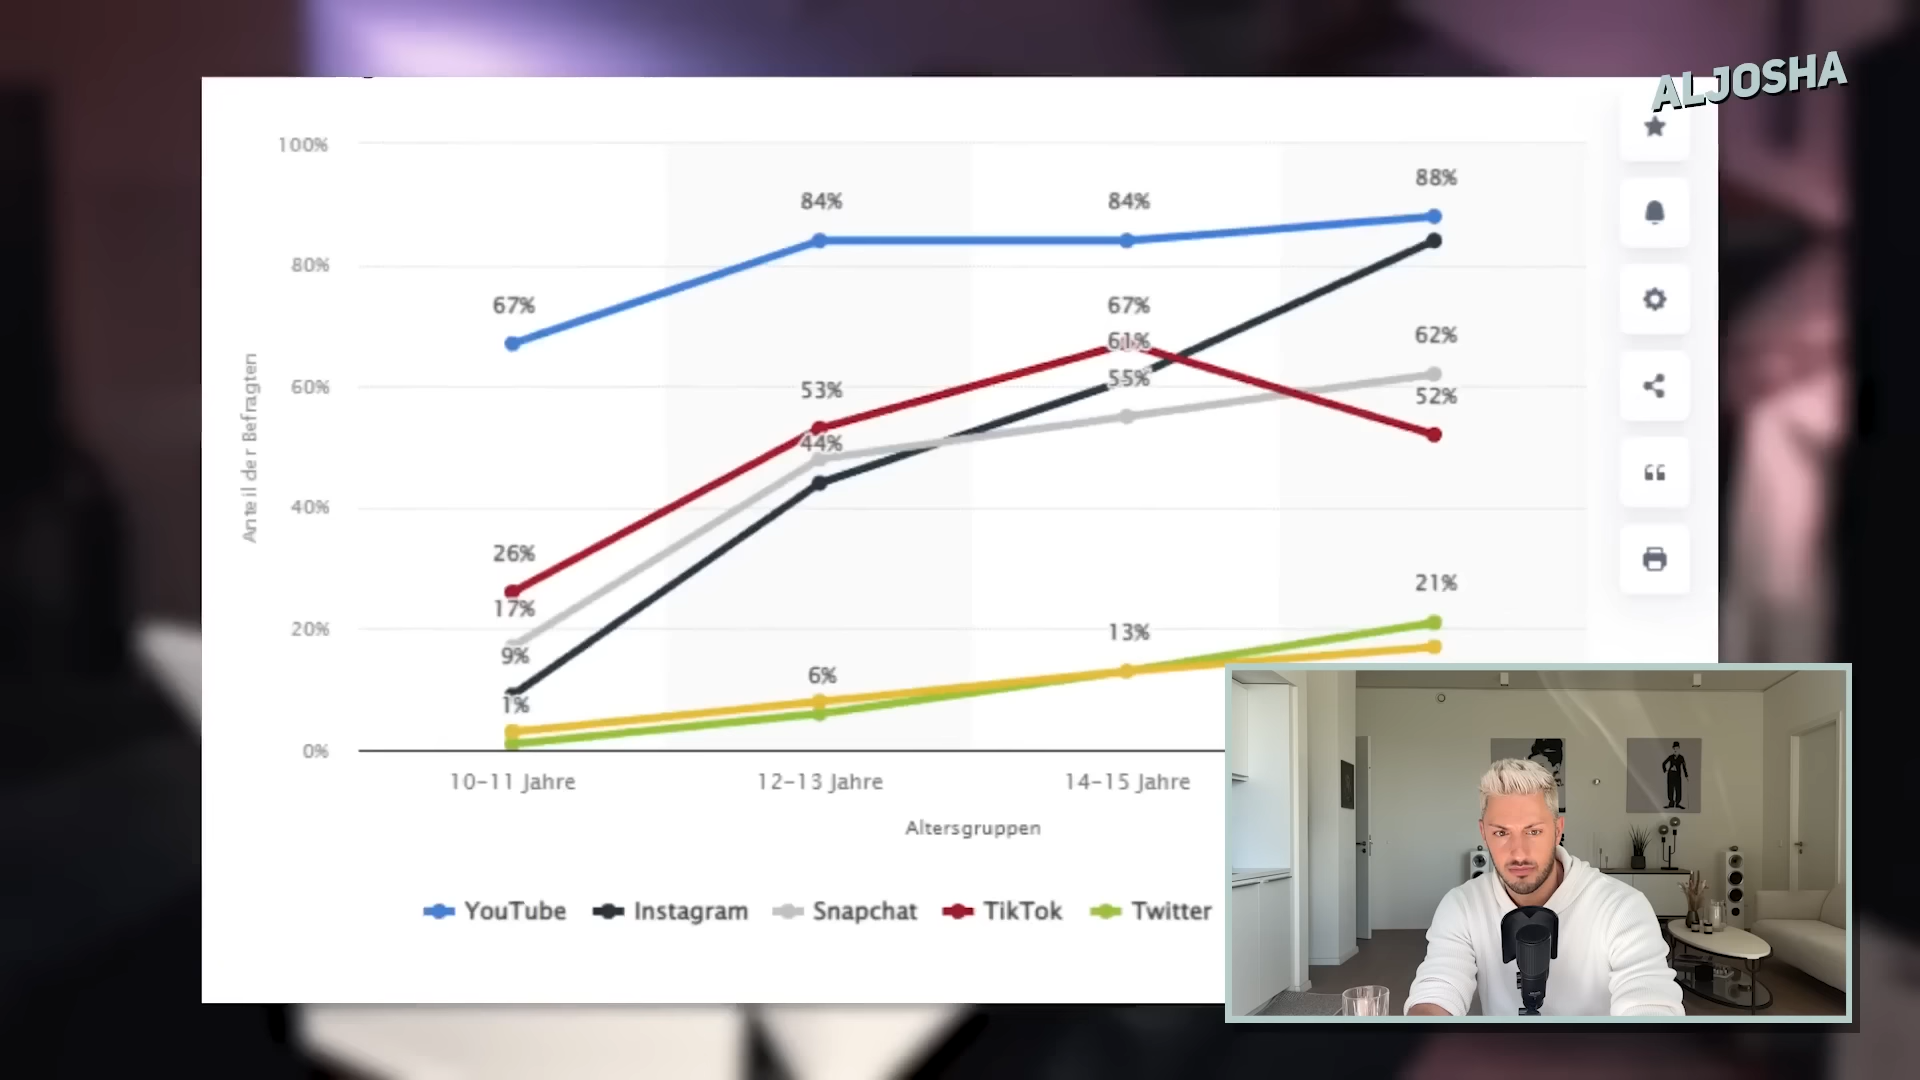 ALJOSHA
100%
80%
60%
40%
20%
0%
Anteil der Befragten
67%
84%
84%
88%
26%
53%
67%
52%
17%
44%
61%
62%
9%
55%
1%
6%
13%
21%
10-11 Jahre
12-13 Jahre
14-15 Jahre
Altersgruppen
YouTube
Instagram
Snapchat
TikTok
Twitter